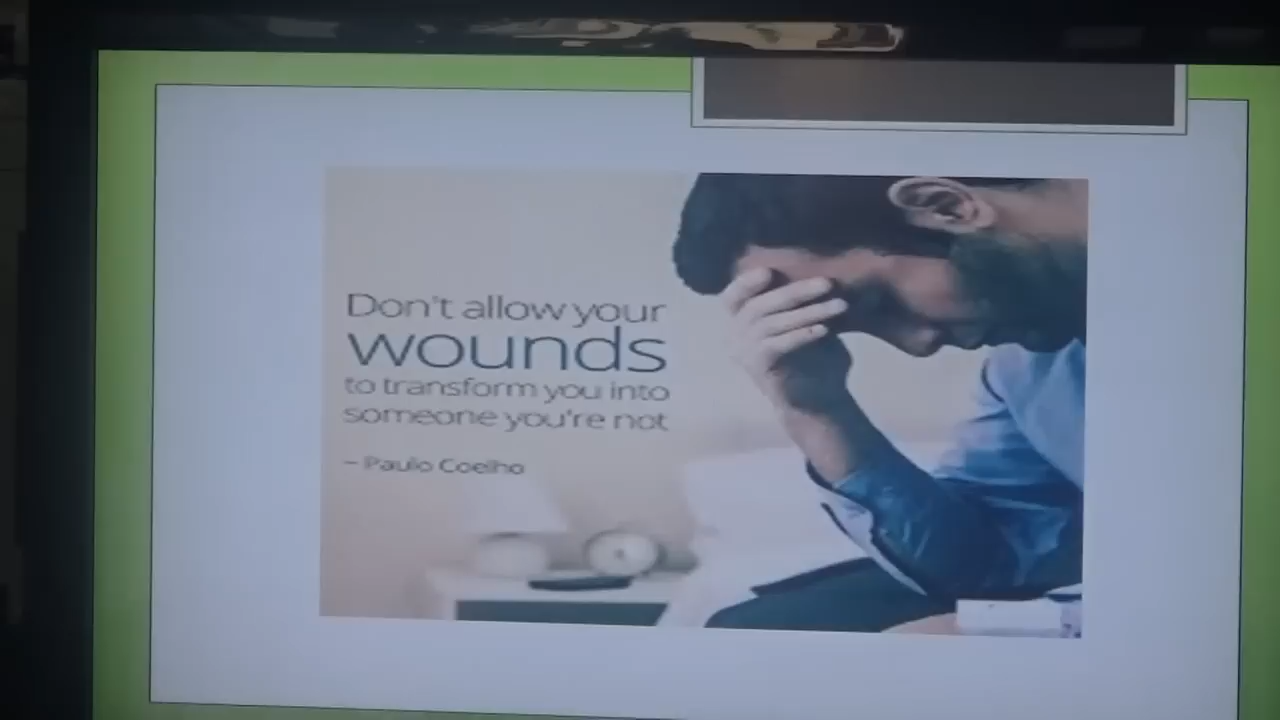 Don't allow your
wounds
to transform you into
someone you're not
– Paulo Coelho